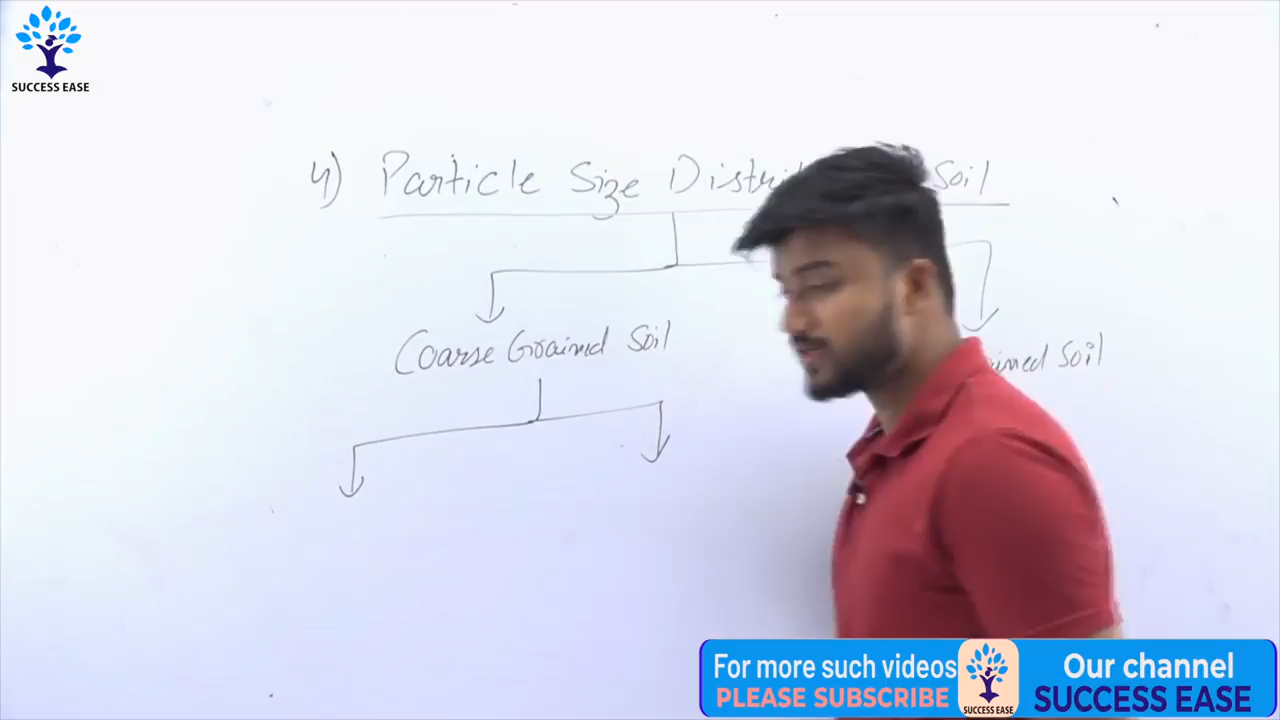 SUCCESS EASE
4) Particle Size Distri Soil
Coarse Grained Soil
ined Soil
For more such videos
PLEASE SUBSCRIBE
SUCCESS EASE
Our channel
SUCCESS EASE